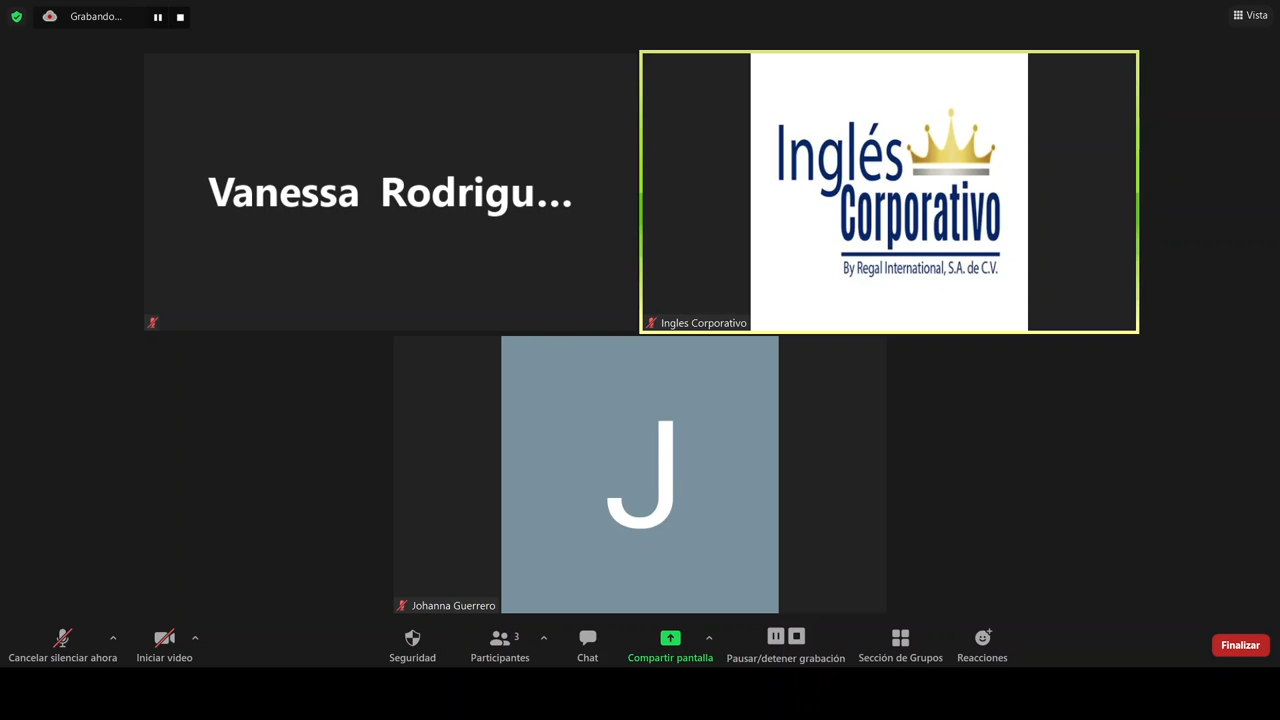 Grabando...
Vista
Vanessa Rodrigu...
Inglés
Corporativo
By Regal International, S.A. de C.V.
Ingles Corporativo
J
Johanna Guerrero
Cancelar silenciar ahora
Iniciar video
Seguridad
3
Participantes
Chat
Compartir pantalla
Pausar/detener grabación
Sección de Grupos
Reacciones
Finalizar